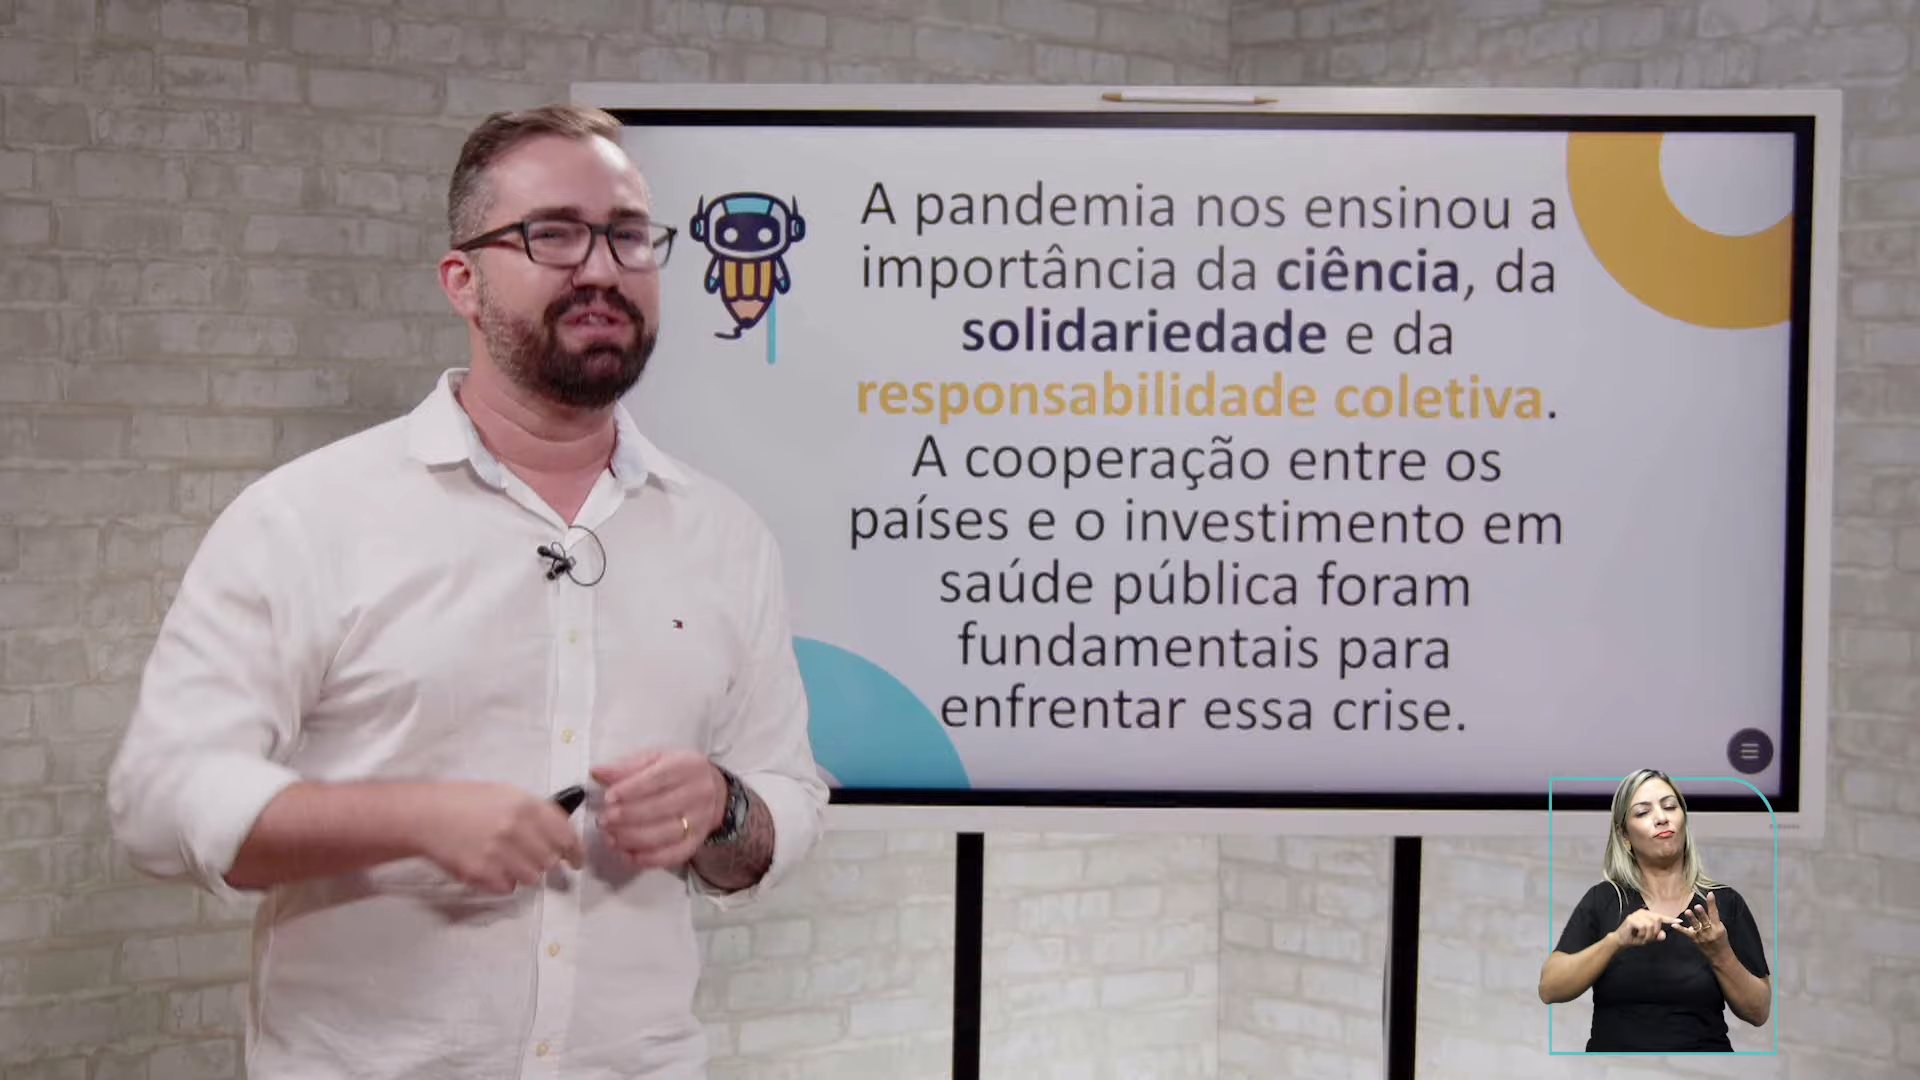 A pandemia nos ensinou a
importância da ciência, da
solidariedade e da
responsabilidade coletiva.
A cooperação entre os
países e o investimento em
saúde pública foram
fundamentais para
enfrentar essa crise.